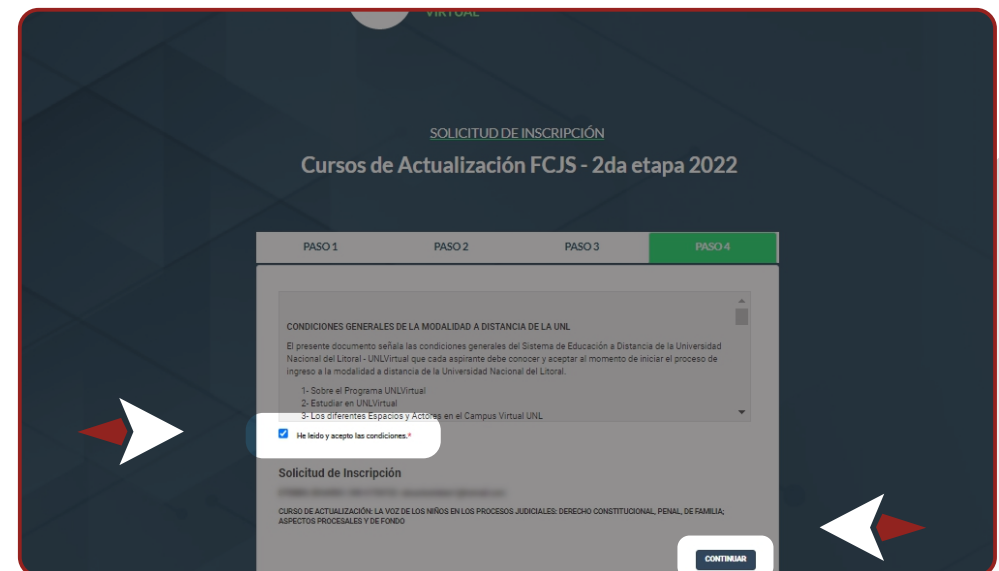 VIRTUAL
SOLICITUD DE INSCRIPCIÓN
Cursos de Actualización FCJS - 2da etapa 2022
PASO 1 PASO 2 PASO 3 PASO 4
CONDICIONES GENERALES DE LA MODALIDAD A DISTANCIA DE LA UNL
El presente documento señala las condiciones generales del Sistema de Educación a Distancia de la Universidad
Nacional del Litoral - UNLVirtual que cada aspirante debe conocer y aceptar al momento de iniciar el proceso de
ingreso a la modalidad a distancia de la Universidad Nacional del Litoral.
1- Sobre el Programa UNLVirtual
2- Estudiar en UNLVirtual
3- Los diferentes Espacios y Actores en el Campus Virtual UNL
He leido y acepto las condiciones.*
Solicitud de Inscripción
CURSO DE ACTUALIZACIÓN: LA VOZ DE LOS NIÑOS EN LOS PROCESOS JUDICIALES: DERECHO CONSTITUCIONAL, PENAL, DE FAMILIA;
ASPECTOS PROCESALES Y DE FONDO
CONTINUAR